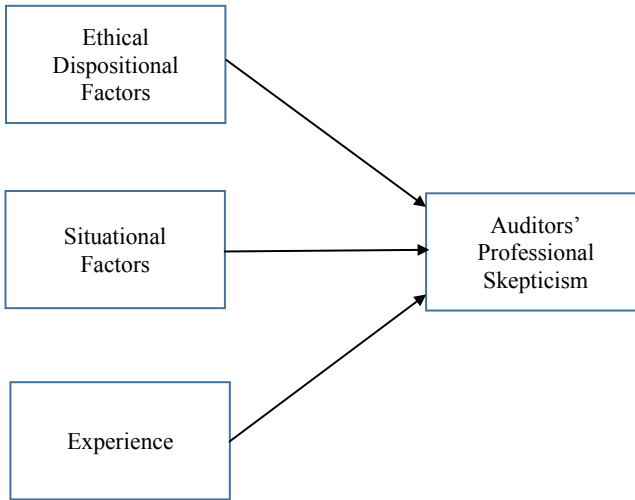 Ethical
Dispositional
Factors
Situational
Factors
Auditors’
Professional
Skepticism
Experience